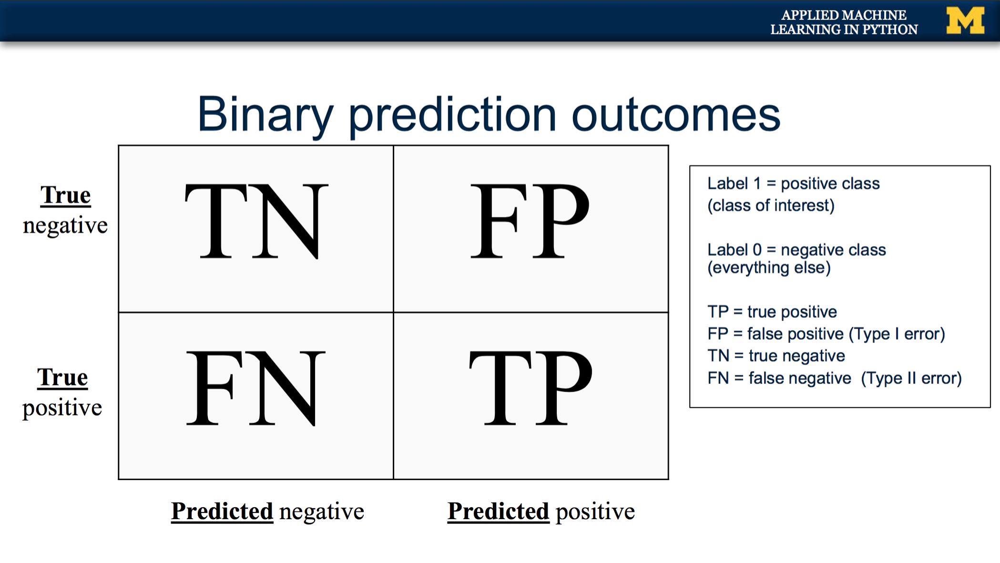 APPLIED MACHINE
LEARNING IN PYTHON
M
Binary prediction outcomes
True
negative
TN
FP
True
positive
FN
TP
Predicted negative
Predicted positive
Label 1 = positive class
(class of interest)
Label 0 = negative class
(everything else)
TP = true positive
FP = false positive (Type I error)
TN = true negative
FN = false negative  (Type II error)